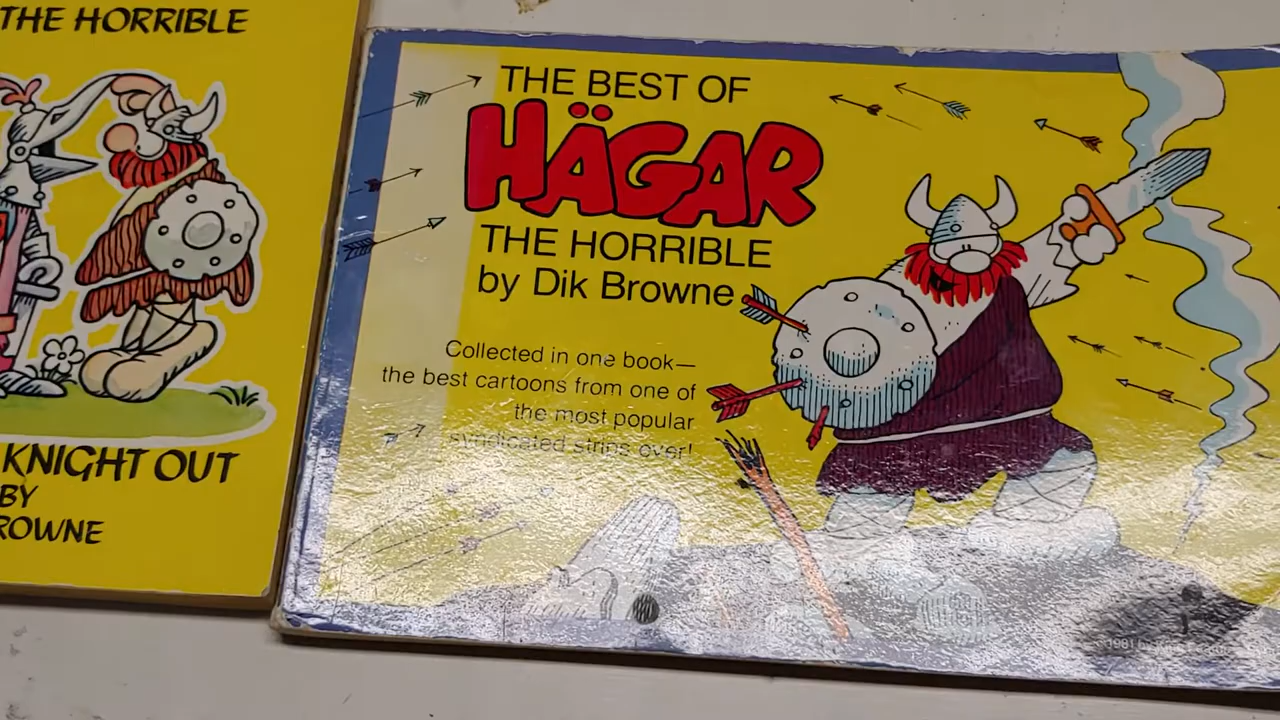 THE HORRIBLE
KNIGHT OUT
BY
ROWNE
THE BEST OF
HÄGAR
THE HORRIBLE
by Dik Browne
Collected in one book—
the best cartoons from one of
the most popular
syndicated strips over!